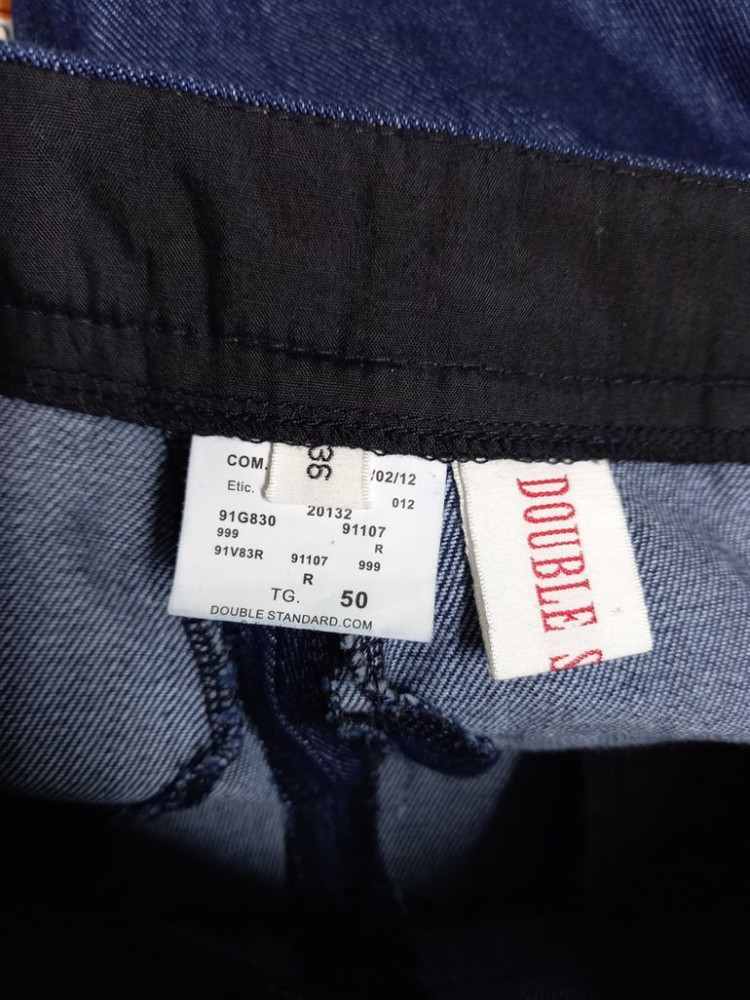 36
COM. /02/12
Etic. 012
20132
91G830 91107
999 R
91V83R 91107 999
R
TG. 50
DOUBLE STANDARD.COM
DOUBLE S